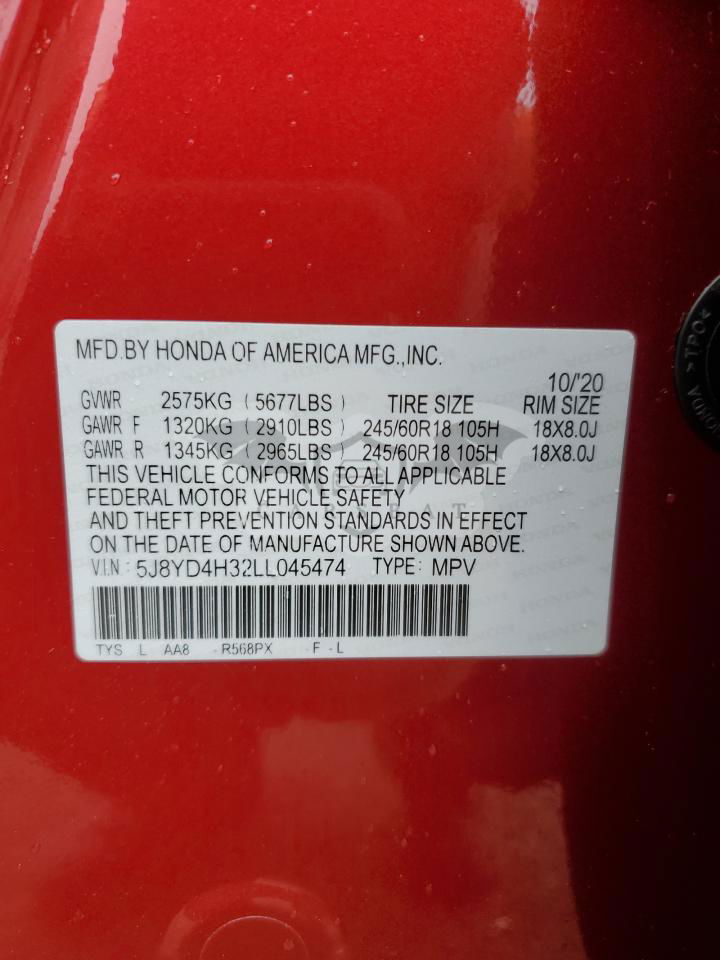 MFD.BY HONDA OF AMERICA MFG.,INC.
10/'20
GVWR 2575KG ( 5677LBS ) TIRE SIZE RIM SIZE
GAWR F 1320KG ( 2910LBS ) 245/60R18 105H 18X8.0J
GAWR R 1345KG ( 2965LBS ) 245/60R18 105H 18X8.0J
THIS VEHICLE CONFORMS TO ALL APPLICABLE
FEDERAL MOTOR VEHICLE SAFETY
AND THEFT PREVENTION STANDARDS IN EFFECT
ON THE DATE OF MANUFACTURE SHOWN ABOVE.
V.I.N: 5J8YD4H32LL045474 TYPE: MPV
TYS L AA8 -R568PX -F -L
HONDA >TPO<